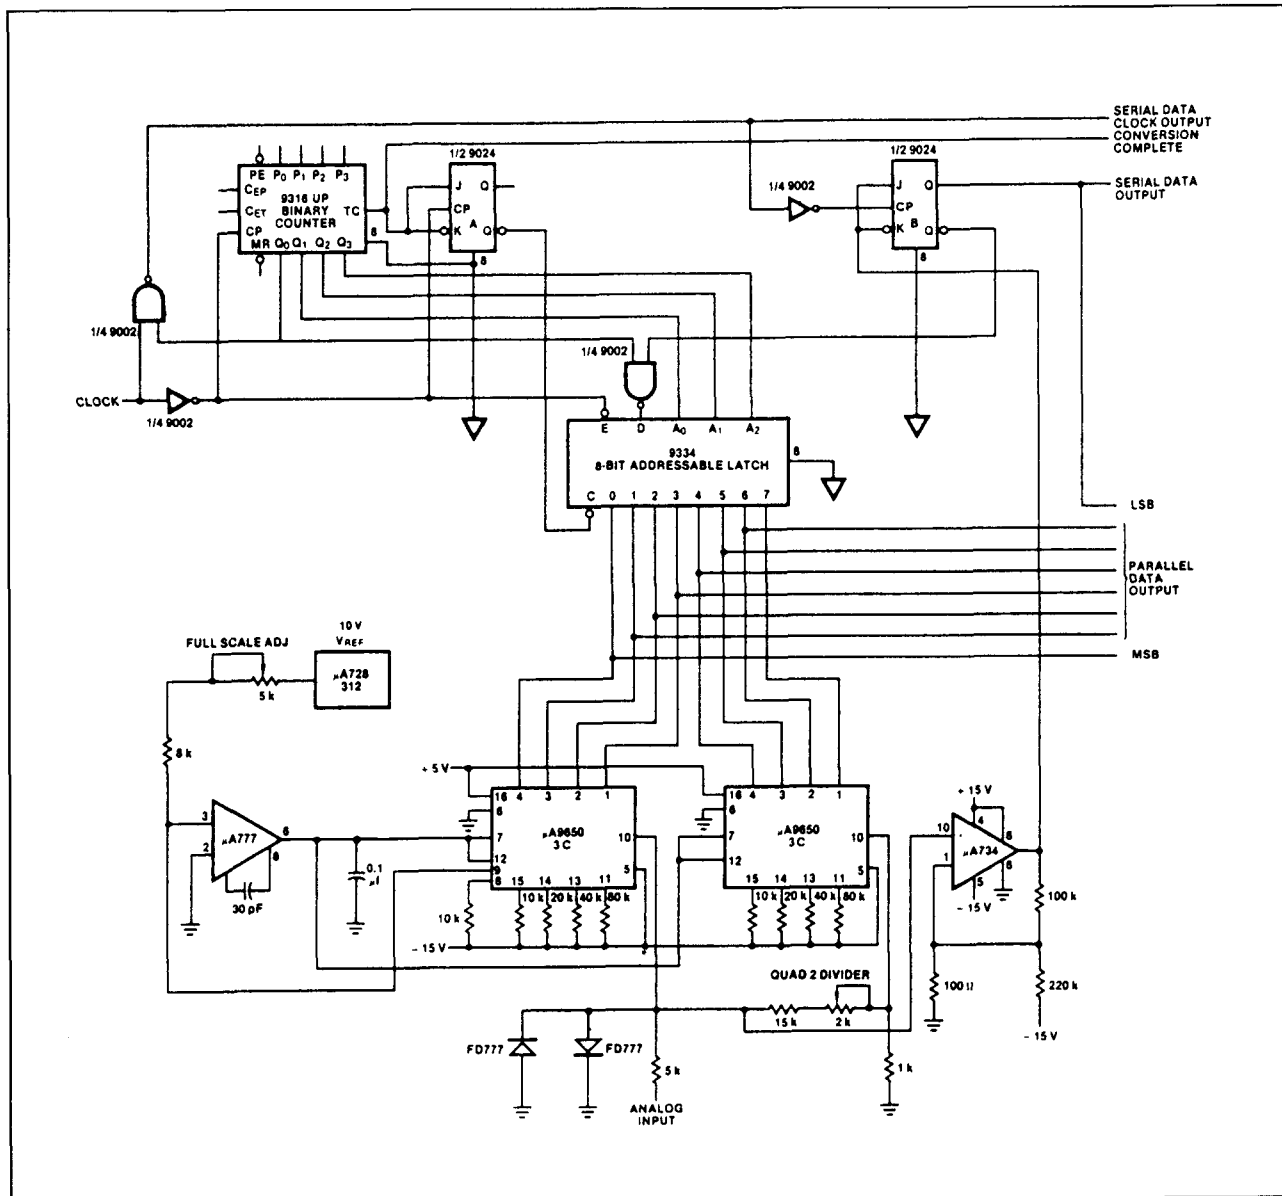 SERIAL DATA
CLOCK OUTPUT
CONVERSION
COMPLETE
1/2 9024
1/2 9024
PE P0 P1 P2 P3
CEP
9316 UP
BINARY
COUNTER
CET
TC
CP
8
MR Q0 Q1 Q2 Q3
J Q
CP
K A Q
8
1/4 9002
J Q
CP
K B Q
8
SERIAL DATA
OUTPUT
1/4 9002
1/4 9002
CLOCK
1/4 9002
E D A0 A1 A2
9334
8-BIT ADDRESSABLE LATCH
8
C 0 1 2 3 4 5 6 7
LSB
PARALLEL
DATA
OUTPUT
MSB
10 V
VREF
FULL SCALE ADJ
μA728
312
5 k
8 k
+ 5 V
16 4 3 2 1
6
μA9650
3C
7
10
12
9
8
5
15 14 13 11
10 k 20 k 40 k 80 k
10 k
- 15 V
16 4 3 2 1
6
μA9650
3C
7
10
12
5
15 14 13 11
10 k 20 k 40 k 80 k
3
μA777
6
2
8
30 pF
0.1
μf
+ 15 V
10
4
6
μA734
1
5
6
- 15 V
100 k
100 Ω
220 k
- 15 V
QUAD 2 DIVIDER
15 k
2 k
FD777
FD777
5 k
1 k
ANALOG
INPUT